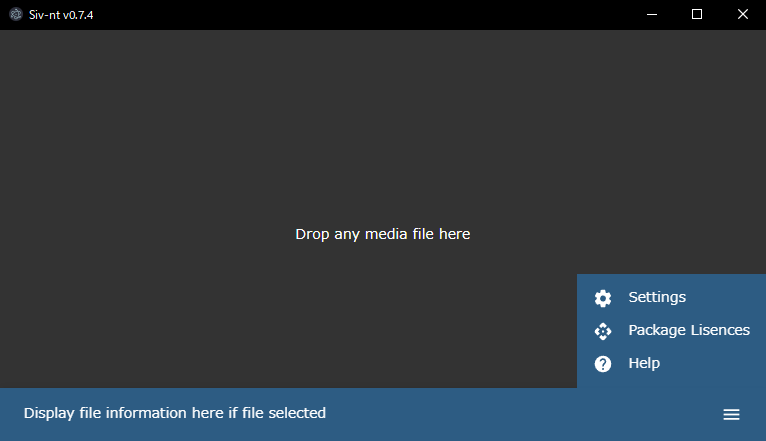 Siv-nt v0.7.4
Drop any media file here
Settings
Package Lisences
Help
Display file information here if file selected